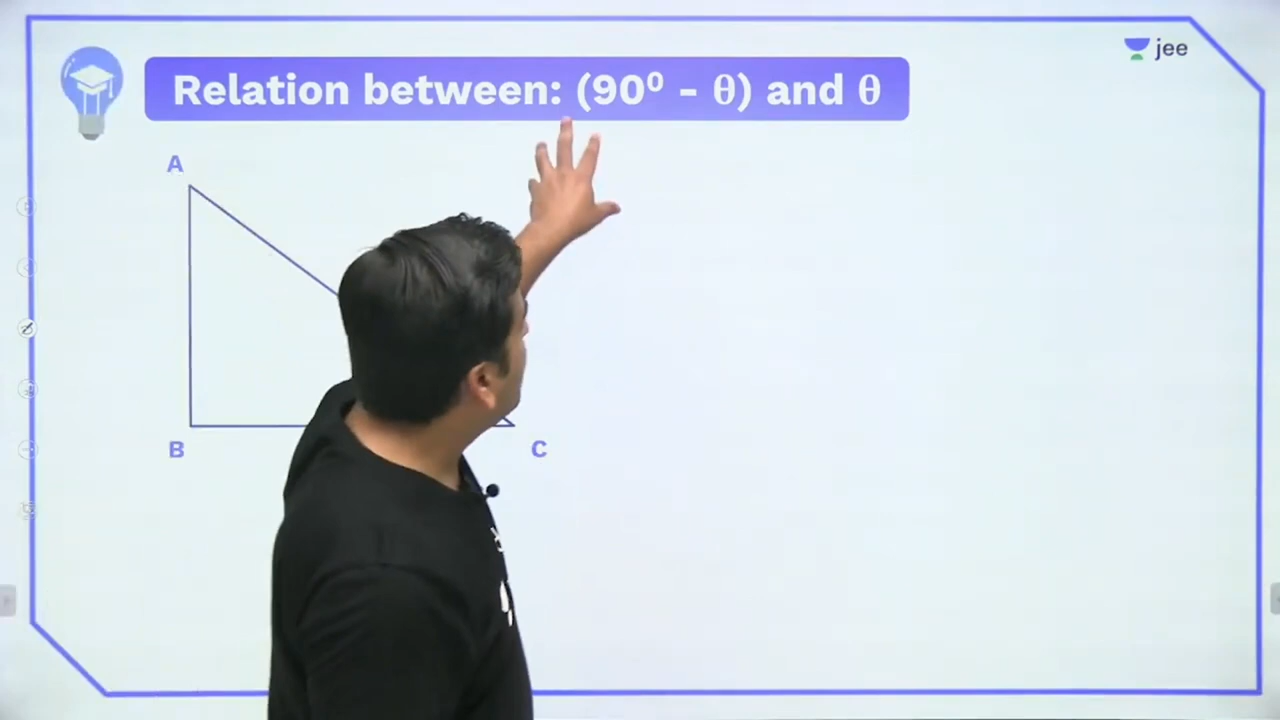 jee
Relation between: (90⁰ - θ) and θ
A
B
C